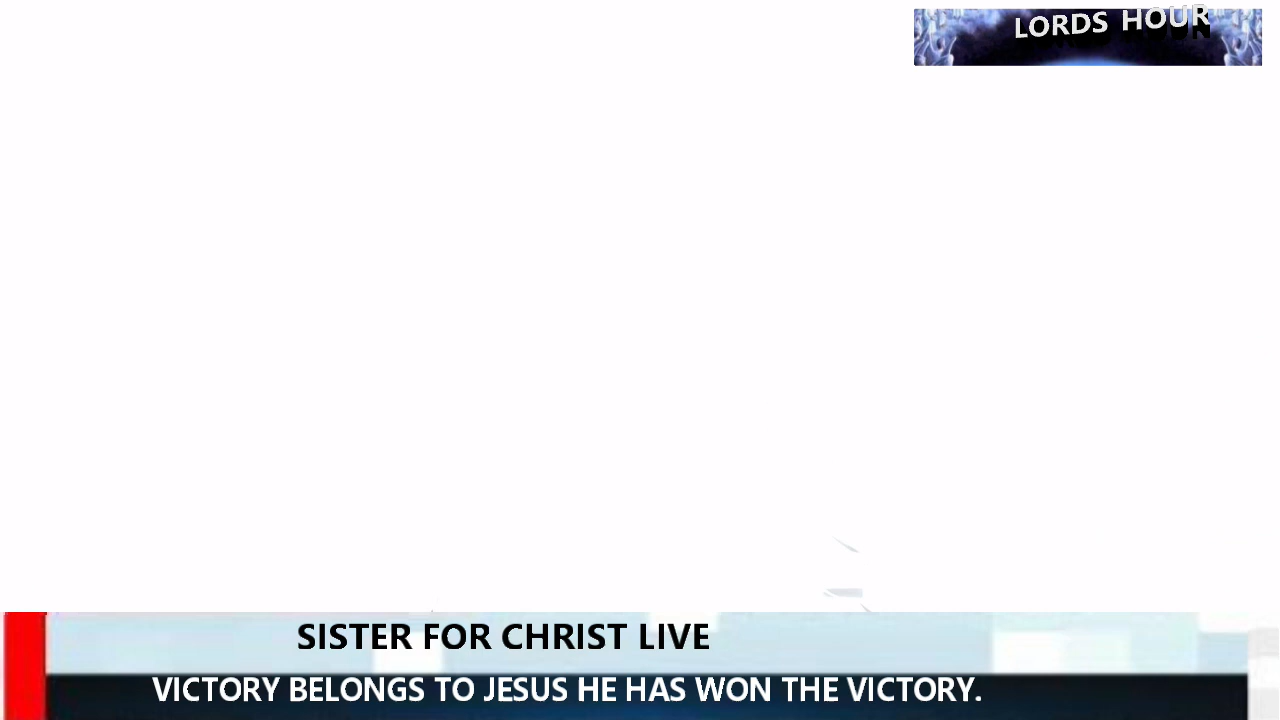 LORDS HOUR
SISTER FOR CHRIST LIVE
VICTORY BELONGS TO JESUS HE HAS WON THE VICTORY.